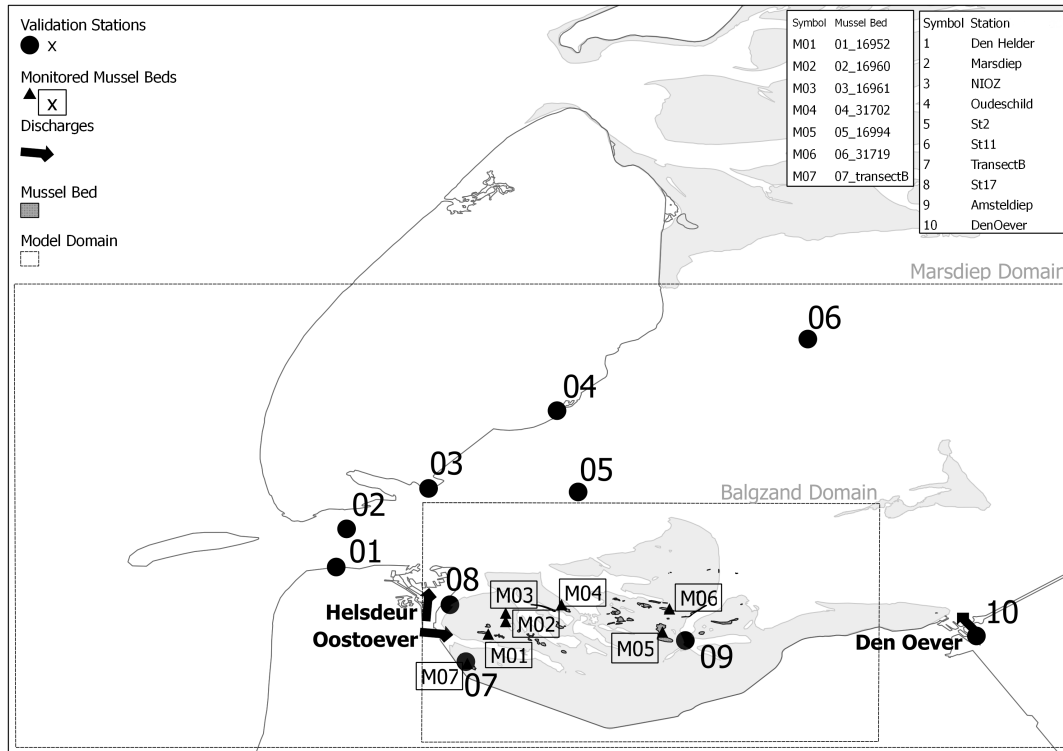 Validation Stations
x
Monitored Mussel Beds
x
Discharges
Mussel Bed
Model Domain
Symbol Mussel Bed
M01 01_16952
M02 02_16960
M03 03_16961
M04 04_31702
M05 05_16994
M06 06_31719
M07 07_transectB
Symbol Station
1 Den Helder
2 Marsdiep
3 NIOZ
4 Oudeschild
5 St2
6 St11
7 TransectB
8 St17
9 Amsteldiep
10 DenOever
Marsdiep Domain
06
04
03
05
Balgzand Domain
02
01
08
M03
M04
M06
Helsdeur
M02
10
Oostoever
M01
M05
09
Den Oever
M07
07